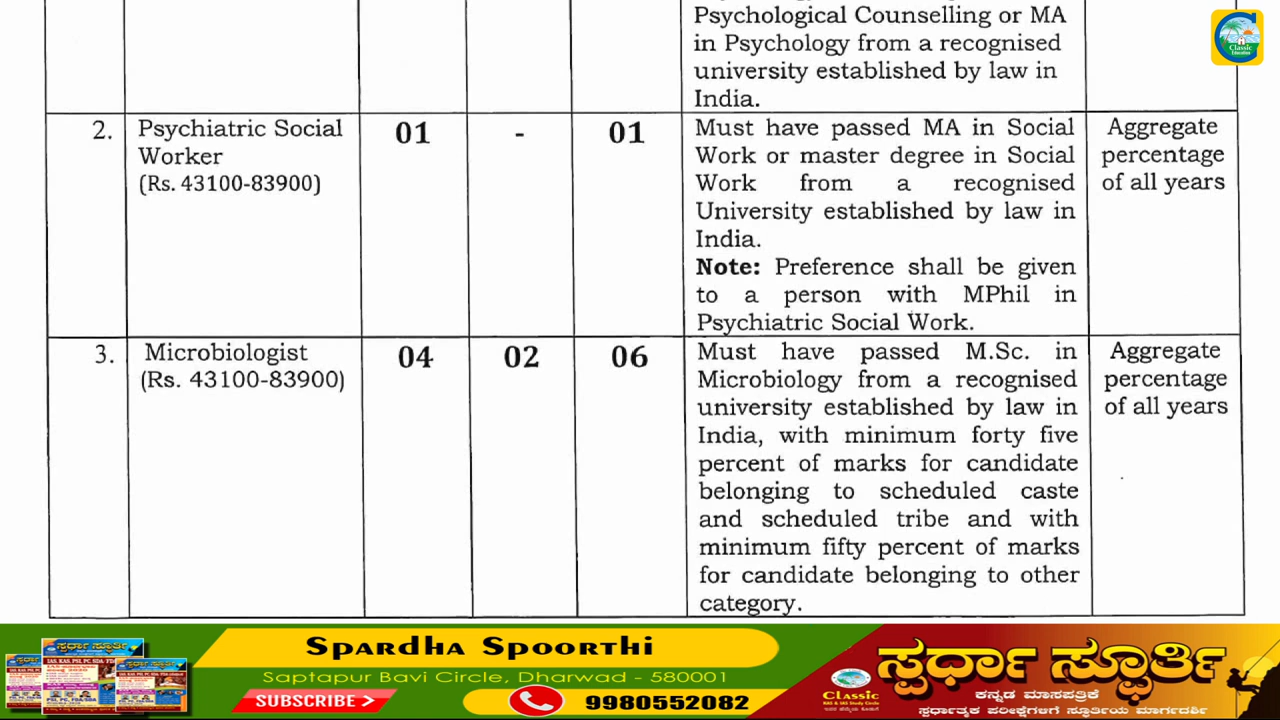 Psychological Counselling or MA
in Psychology from a recognised
university established by law in
India.
2. Psychiatric Social Worker (Rs. 43100-83900) 01 - 01
Must have passed MA in Social
Work or master degree in Social
Work from a recognised
University established by law in
India.
Note: Preference shall be given
to a person with MPhil in
Psychiatric Social Work.
Aggregate
percentage
of all years
3. Microbiologist (Rs. 43100-83900) 04 02 06
Must have passed M.Sc. in
Microbiology from a recognised
university established by law in
India, with minimum forty five
percent of marks for candidate
belonging to scheduled caste
and scheduled tribe and with
minimum fifty percent of marks
for candidate belonging to other
category.
Aggregate
percentage
of all years
Classic
Education
Spardha Spoorthi
Saptapur Bavi Circle, Dharwad - 580001
SUBSCRIBE >
9980552082
ಸ್ಪರ್ಧಾ ಸ್ಫೂರ್ತಿ
ಕನ್ನಡ ಮಾಸಪತ್ರಿಕೆ
ಸ್ಪರ್ಧಾತ್ಮಕ ಪರೀಕ್ಷೆಗಳಿಗೆ ಸ್ಫೂರ್ತಿಯ ಮಾರ್ಗದರ್ಶಿ
Classic
KAS & IAS Study Circle
ಸ್ಪರ್ಧಾ ಸ್ಫೂರ್ತಿ